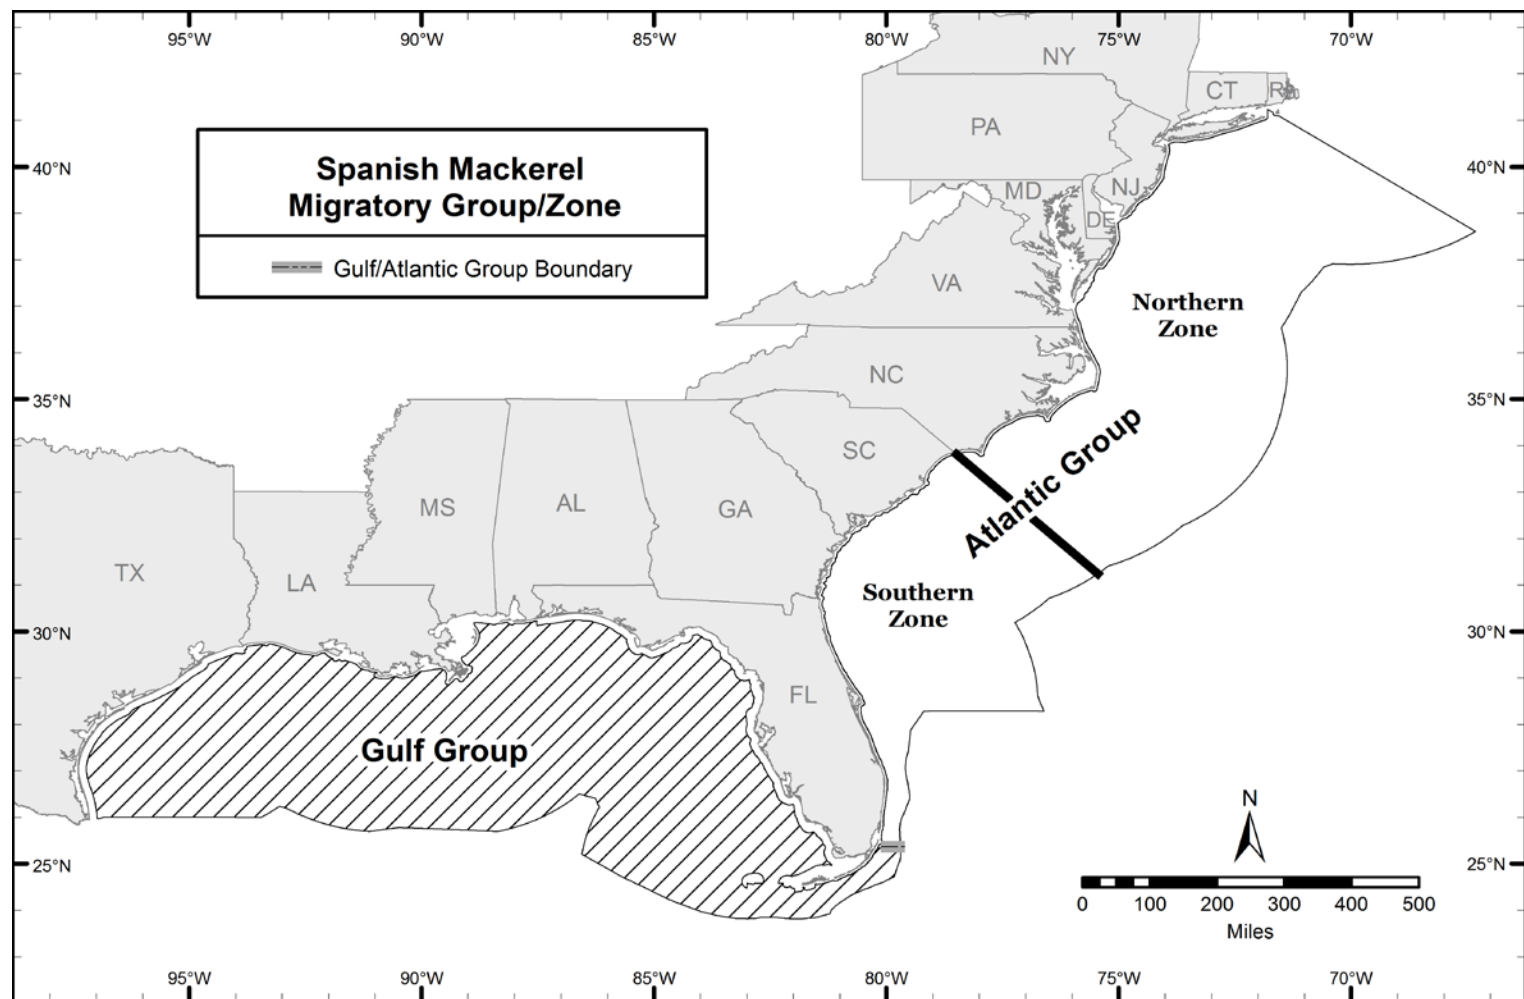 95°W 90°W 85°W 80°W 75°W 70°W
NY
CT
PA
Spanish Mackerel
Migratory Group/Zone
40°N 40°N
MD
NJ
DE
Gulf/Atlantic Group Boundary
VA
Northern
Zone
NC
35°N 35°N
SC
Atlantic Group
MS
AL
GA
TX
LA
Southern
Zone
30°N 30°N
FL
Gulf Group
N
25°N 25°N
0 100 200 300 400 500
Miles
95°W 90°W 85°W 80°W 75°W 70°W